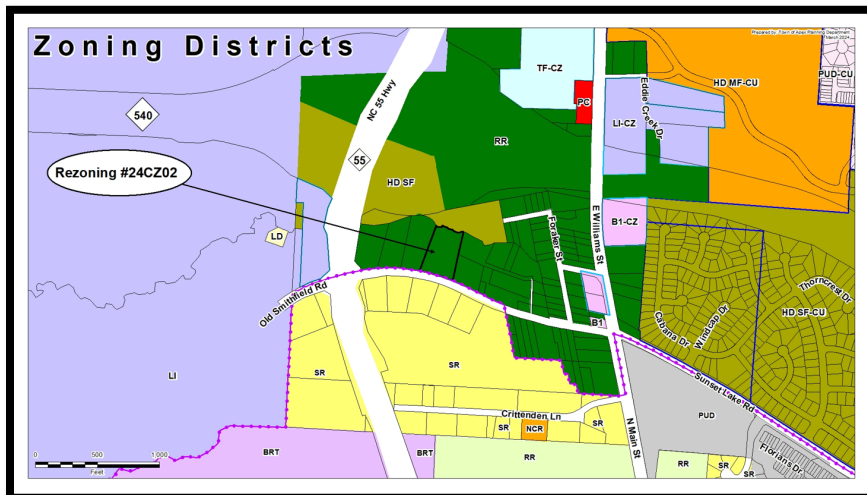 Zoning Districts
Prepared by: Town of Apex Planning Department
March 2024
TF-CZ
PC
Eddie Creek Dr
HD MF-CU
PUD-CU
NC 55 Hwy
540
LI-CZ
RR
55
Rezoning #24CZ02
HD SF
E Williams St
Foraker St
B1-CZ
LD
Old Smithfield Rd
B1
Cabana Dr
Windcap Dr
Thorncrest Dr
HD SF-CU
LI
SR
SR
Sunset Lake Rd
Crittenden Ln
SR
NCR
SR
N Main St
PUD
BRT
BRT
RR
RR
SR
SR
Florians Dr
0 500 1,000
Feet